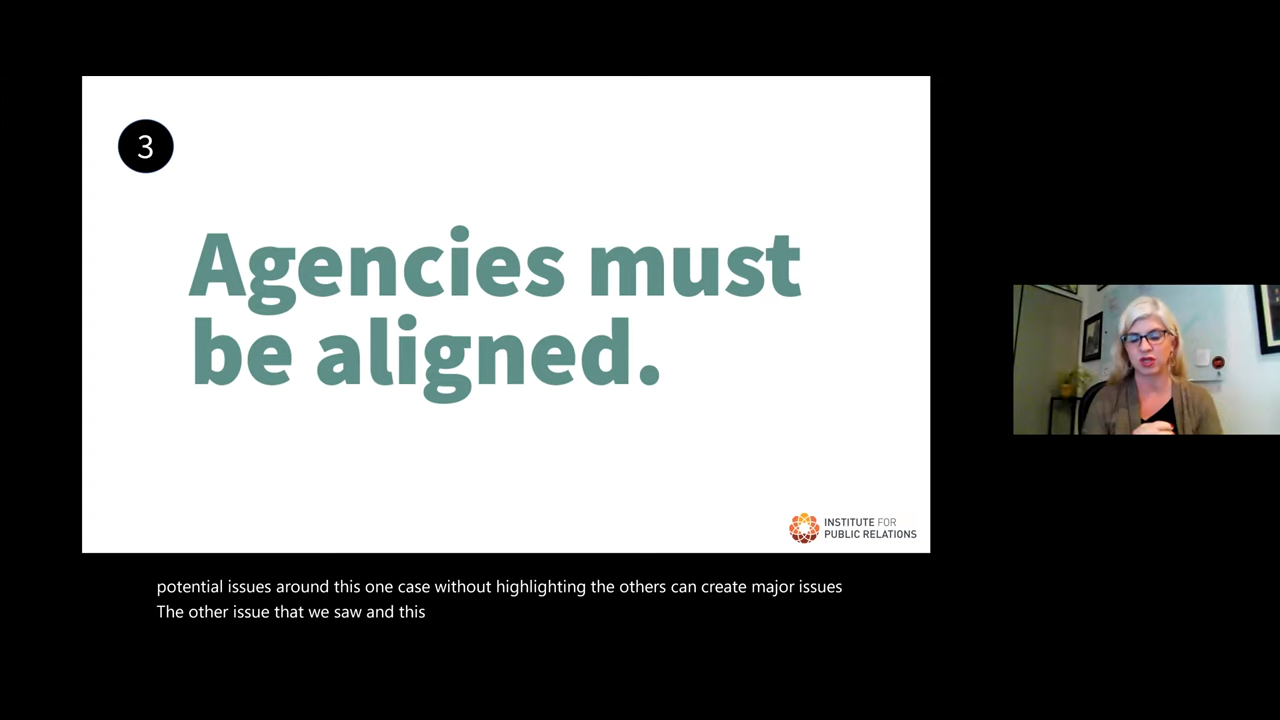 3
Agencies must
be aligned.
INSTITUTE FOR
PUBLIC RELATIONS
potential issues around this one case without highlighting the others can create major issues
The other issue that we saw and this